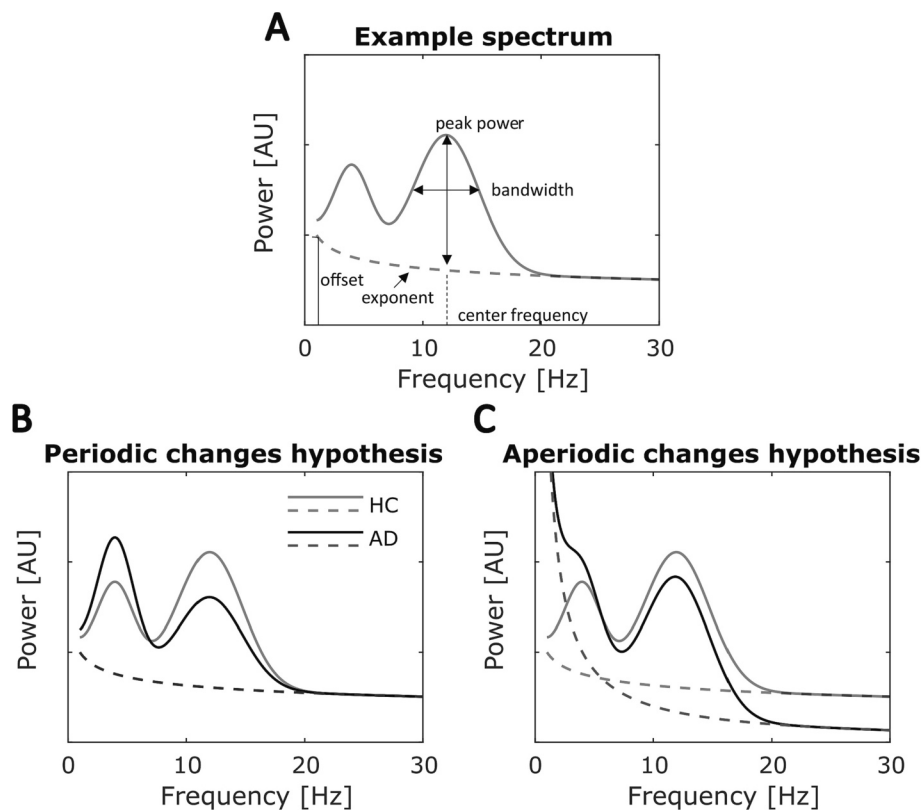 A
Example spectrum
Power [AU]
peak power
bandwidth
offset
exponent
center frequency
0 10 20 30
Frequency [Hz]
B
Periodic changes hypothesis
HC
AD
Power [AU]
0 10 20 30
Frequency [Hz]
C
Aperiodic changes hypothesis
Power [AU]
0 10 20 30
Frequency [Hz]